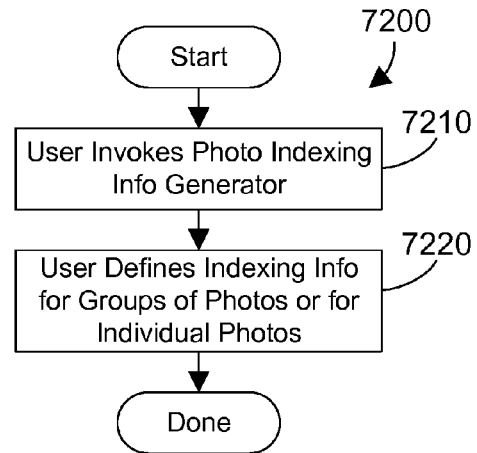 7200
Start
7210
User Invokes Photo Indexing
Info Generator
7220
User Defines Indexing Info
for Groups of Photos or for
Individual Photos
Done